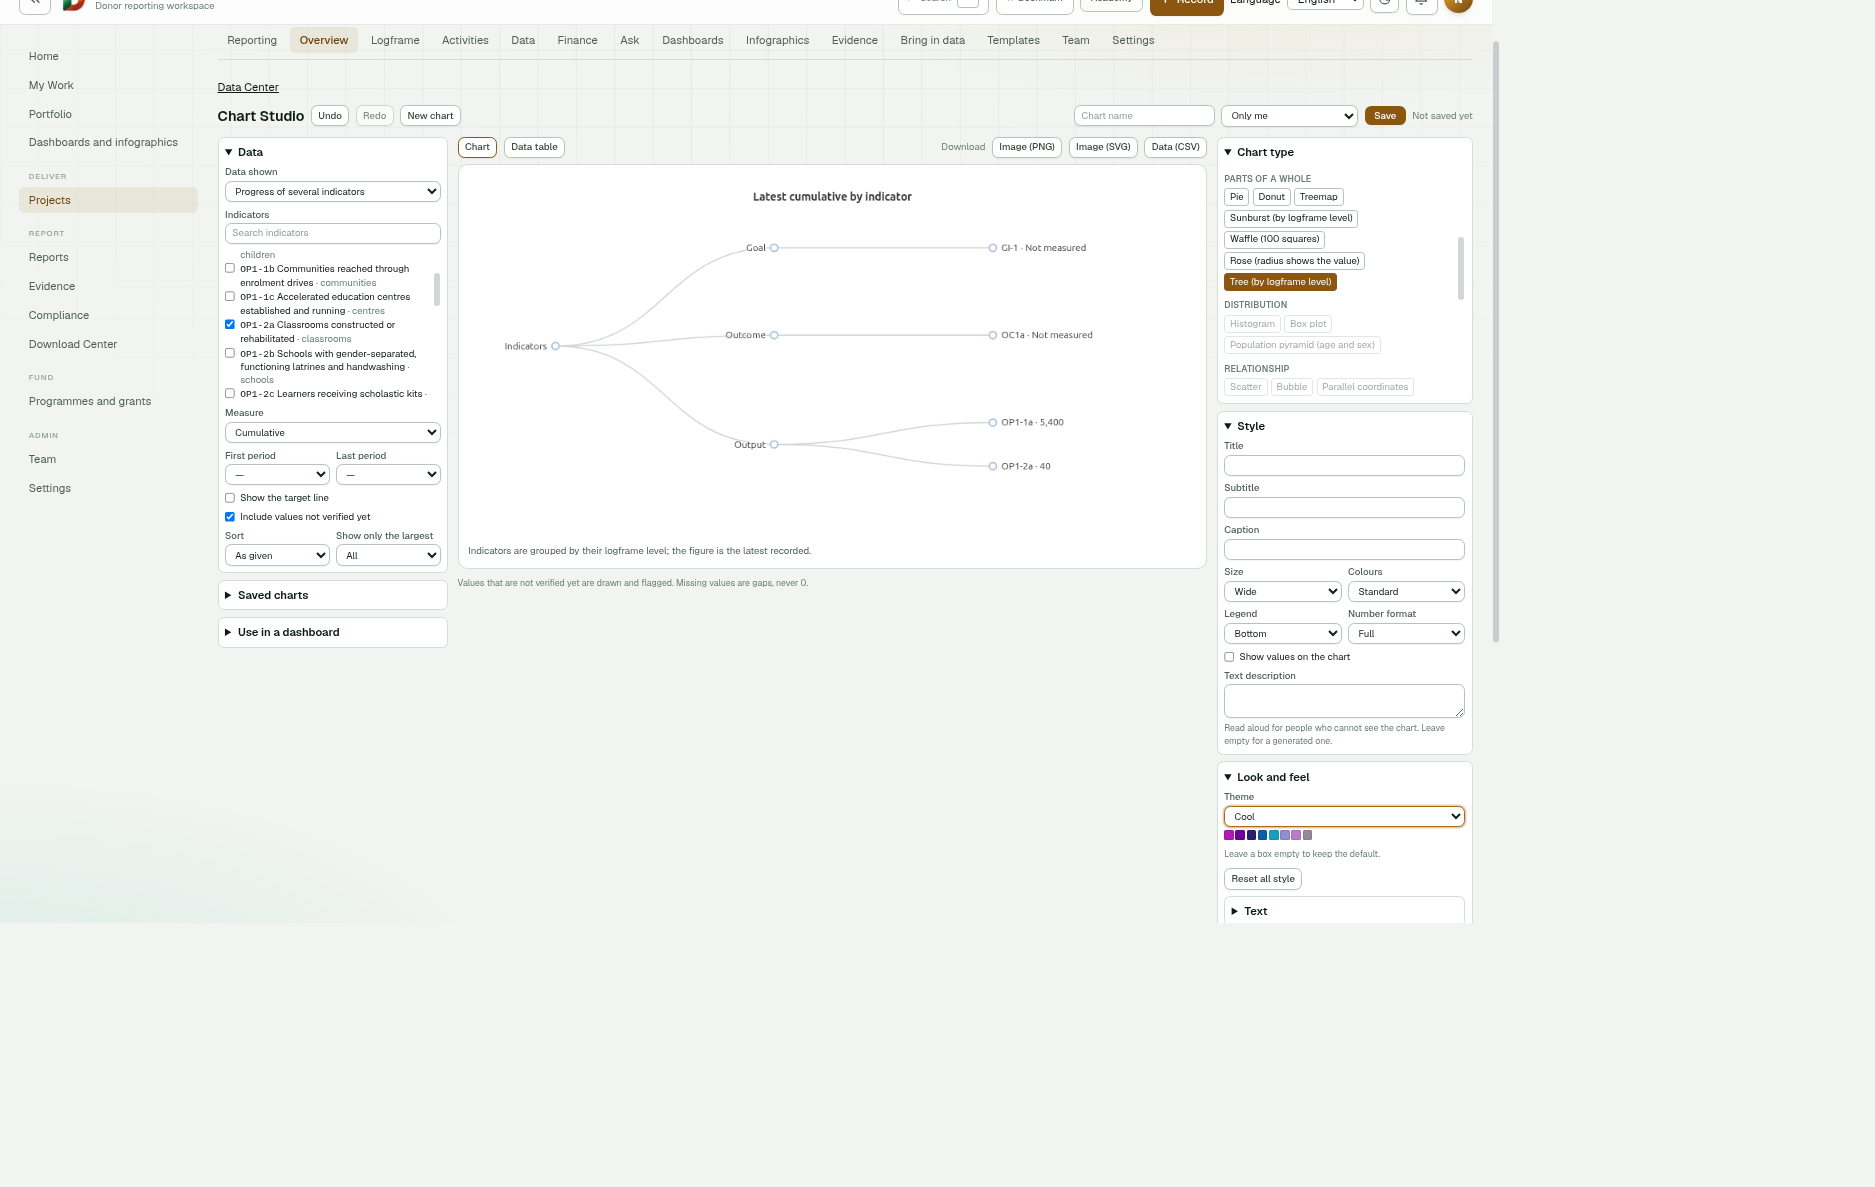 Donor reporting workspace
Language
Reporting
Overview
Logframe
Activities
Data
Finance
Ask
Dashboards
Infographics
Evidence
Bring in data
Templates
Team
Settings
Home
My Work
Portfolio
Dashboards and infographics
DELIVER
Projects
REPORT
Reports
Evidence
Compliance
Download Center
FUND
Programmes and grants
ADMIN
Team
Settings
Data Center
Chart Studio
Undo
Redo
New chart
Chart name
Only me
Save
Not saved yet
Data
Data shown
Progress of several indicators
Indicators
Search indicators
children
OP1-1b Communities reached through
enrolment drives · communities
OP1-1c Accelerated education centres
established and running · centres
OP1-2a Classrooms constructed or
rehabilitated · classrooms
OP1-2b Schools with gender-separated,
functioning latrines and handwashing ·
schools
OP1-2c Learners receiving scholastic kits ·
Measure
Cumulative
First period
Last period
—
—
Show the target line
Include values not verified yet
Sort
Show only the largest
As given
All
Saved charts
Use in a dashboard
Chart
Data table
Download
Image (PNG)
Image (SVG)
Data (CSV)
Latest cumulative by indicator
Goal
GI-1 · Not measured
Outcome
OC1a · Not measured
Indicators
OP1-1a · 5,400
Output
OP1-2a · 40
Indicators are grouped by their logframe level; the figure is the latest recorded.
Values that are not verified yet are drawn and flagged. Missing values are gaps, never 0.
Chart type
PARTS OF A WHOLE
Pie
Donut
Treemap
Sunburst (by logframe level)
Waffle (100 squares)
Rose (radius shows the value)
Tree (by logframe level)
DISTRIBUTION
Histogram
Box plot
Population pyramid (age and sex)
RELATIONSHIP
Scatter
Bubble
Parallel coordinates
Style
Title
Subtitle
Caption
Size
Colours
Wide
Standard
Legend
Number format
Bottom
Full
Show values on the chart
Text description
Read aloud for people who cannot see the chart. Leave
empty for a generated one.
Look and feel
Theme
Cool
Leave a box empty to keep the default.
Reset all style
Text